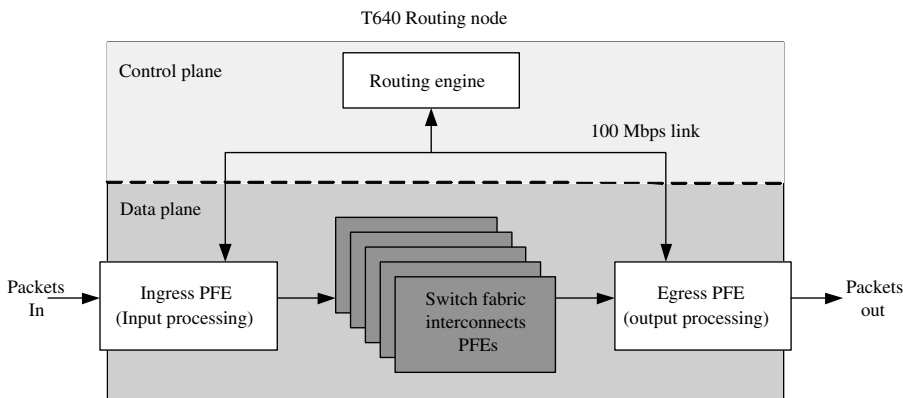 T640 Routing node
Control plane
Routing engine
100 Mbps link
Data plane
Packets
In
Ingress PFE
(Input processing)
Switch fabric
interconnects
PFEs
Egress PFE
(output processing)
Packets
out